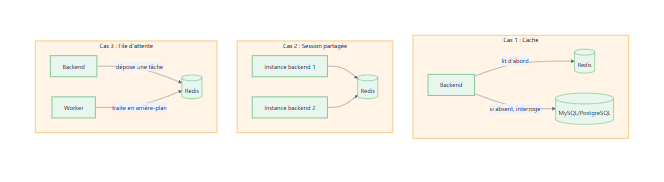 Cas 3 : File d'attente
Backend
dépose une tâche
Redis
Worker
traite en arrière-plan
Cas 2 : Session partagée
Instance backend 1
Redis
Instance backend 2
Cas 1 : Cache
lit d'abord
Redis
Backend
si absent, interroge
MySQL/PostgreSQL